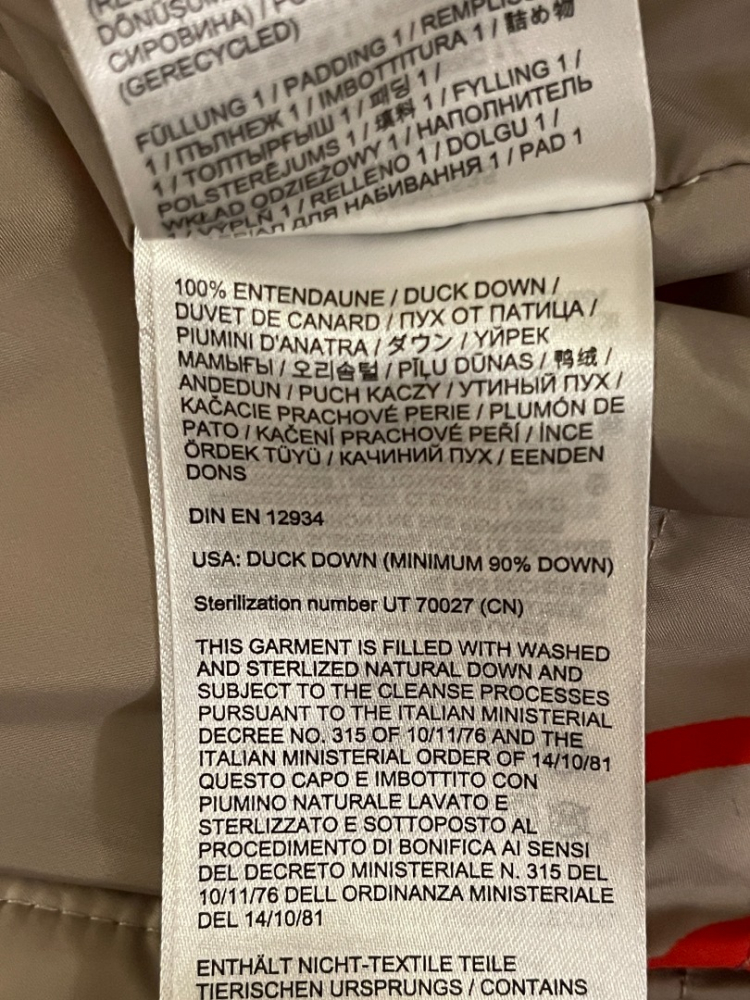 DÖNÜŞÜM
СИРОВИНА) /
(GERECYCLED)
FÜLLUNG 1 / PADDING 1 / REMPLISS
1 / ПЪЛНЕЖ 1 / IMBOTTITURA 1 / 詰め物
1 / ТОЛТЫРҒЫШ 1 / 패딩 1 /
POLSTERĒJUMS 1 / 填料 1 / FYLLING 1 /
WKŁAD ODZIEŻOWY 1 / НАПОЛНИТЕЛЬ
1 / VÝPLŇ 1 / RELLENO 1 / DOLGU 1 /
ДЛЯ НАБИВАННЯ 1 / PAD 1
100% ENTENDAUNE / DUCK DOWN /
DUVET DE CANARD / ПУХ ОТ ПАТИЦА /
PIUMINI D'ANATRA / ダウン / ҮЙРЕК
МАМЫҒЫ / 오리솜털 / PĪĻU DŪNAS / 鸭绒 /
ANDEDUN / PUCH KACZY / УТИНЫЙ ПУХ /
KAČACIE PRACHOVÉ PERIE / PLUMÓN DE
PATO / KAČENÍ PRACHOVÉ PEŘÍ / İNCE
ÖRDEK TÜYÜ / КАЧИНИЙ ПУХ / EENDEN
DONS
DIN EN 12934
USA: DUCK DOWN (MINIMUM 90% DOWN)
Sterilization number UT 70027 (CN)
THIS GARMENT IS FILLED WITH WASHED
AND STERLIZED NATURAL DOWN AND
SUBJECT TO THE CLEANSE PROCESSES
PURSUANT TO THE ITALIAN MINISTERIAL
DECREE NO. 315 OF 10/11/76 AND THE
ITALIAN MINISTERIAL ORDER OF 14/10/81
QUESTO CAPO E IMBOTTITO CON
PIUMINO NATURALE LAVATO E
STERLIZZATO E SOTTOPOSTO AL
PROCEDIMENTO DI BONIFICA AI SENSI
DEL DECRETO MINISTERIALE N. 315 DEL
10/11/76 DELL ORDINANZA MINISTERIALE
DEL 14/10/81
ENTHÄLT NICHT-TEXTILE TEILE
TIERISCHEN URSPRUNGS / CONTAINS